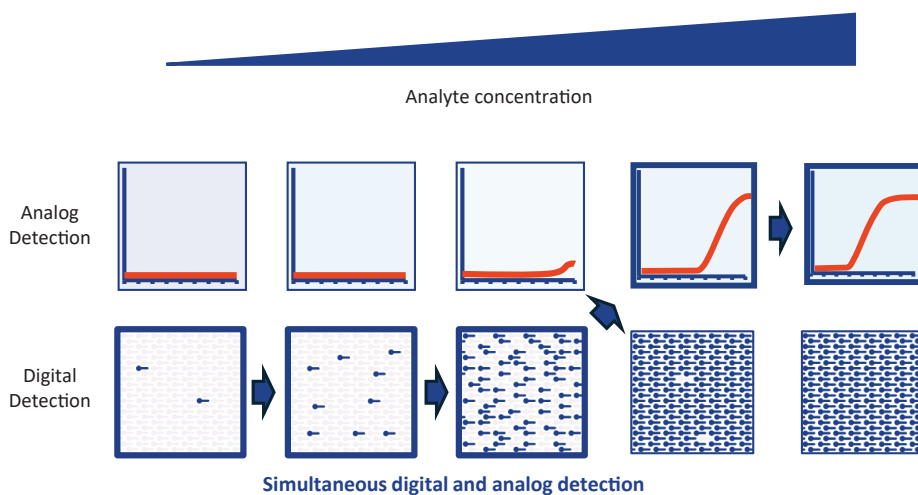 Analyte concentration
Analog
Detection
Digital
Detection
Simultaneous digital and analog detection